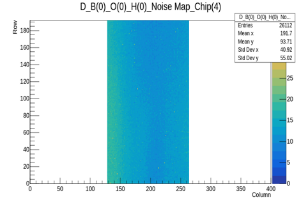 D_B(0)_O(0)_H(0)_Noise Map_Chip(4)
D_B(0)_O(0)_H(0)_No...
Entries 26112
Mean x 191.7
Mean y 93.71
Std Dev x 40.92
Std Dev y 55.02
Row
180
160
140
120
100
80
60
40
20
0
25
20
15
10
5
0
0 50 100 150 200 250 300 350 400
Column